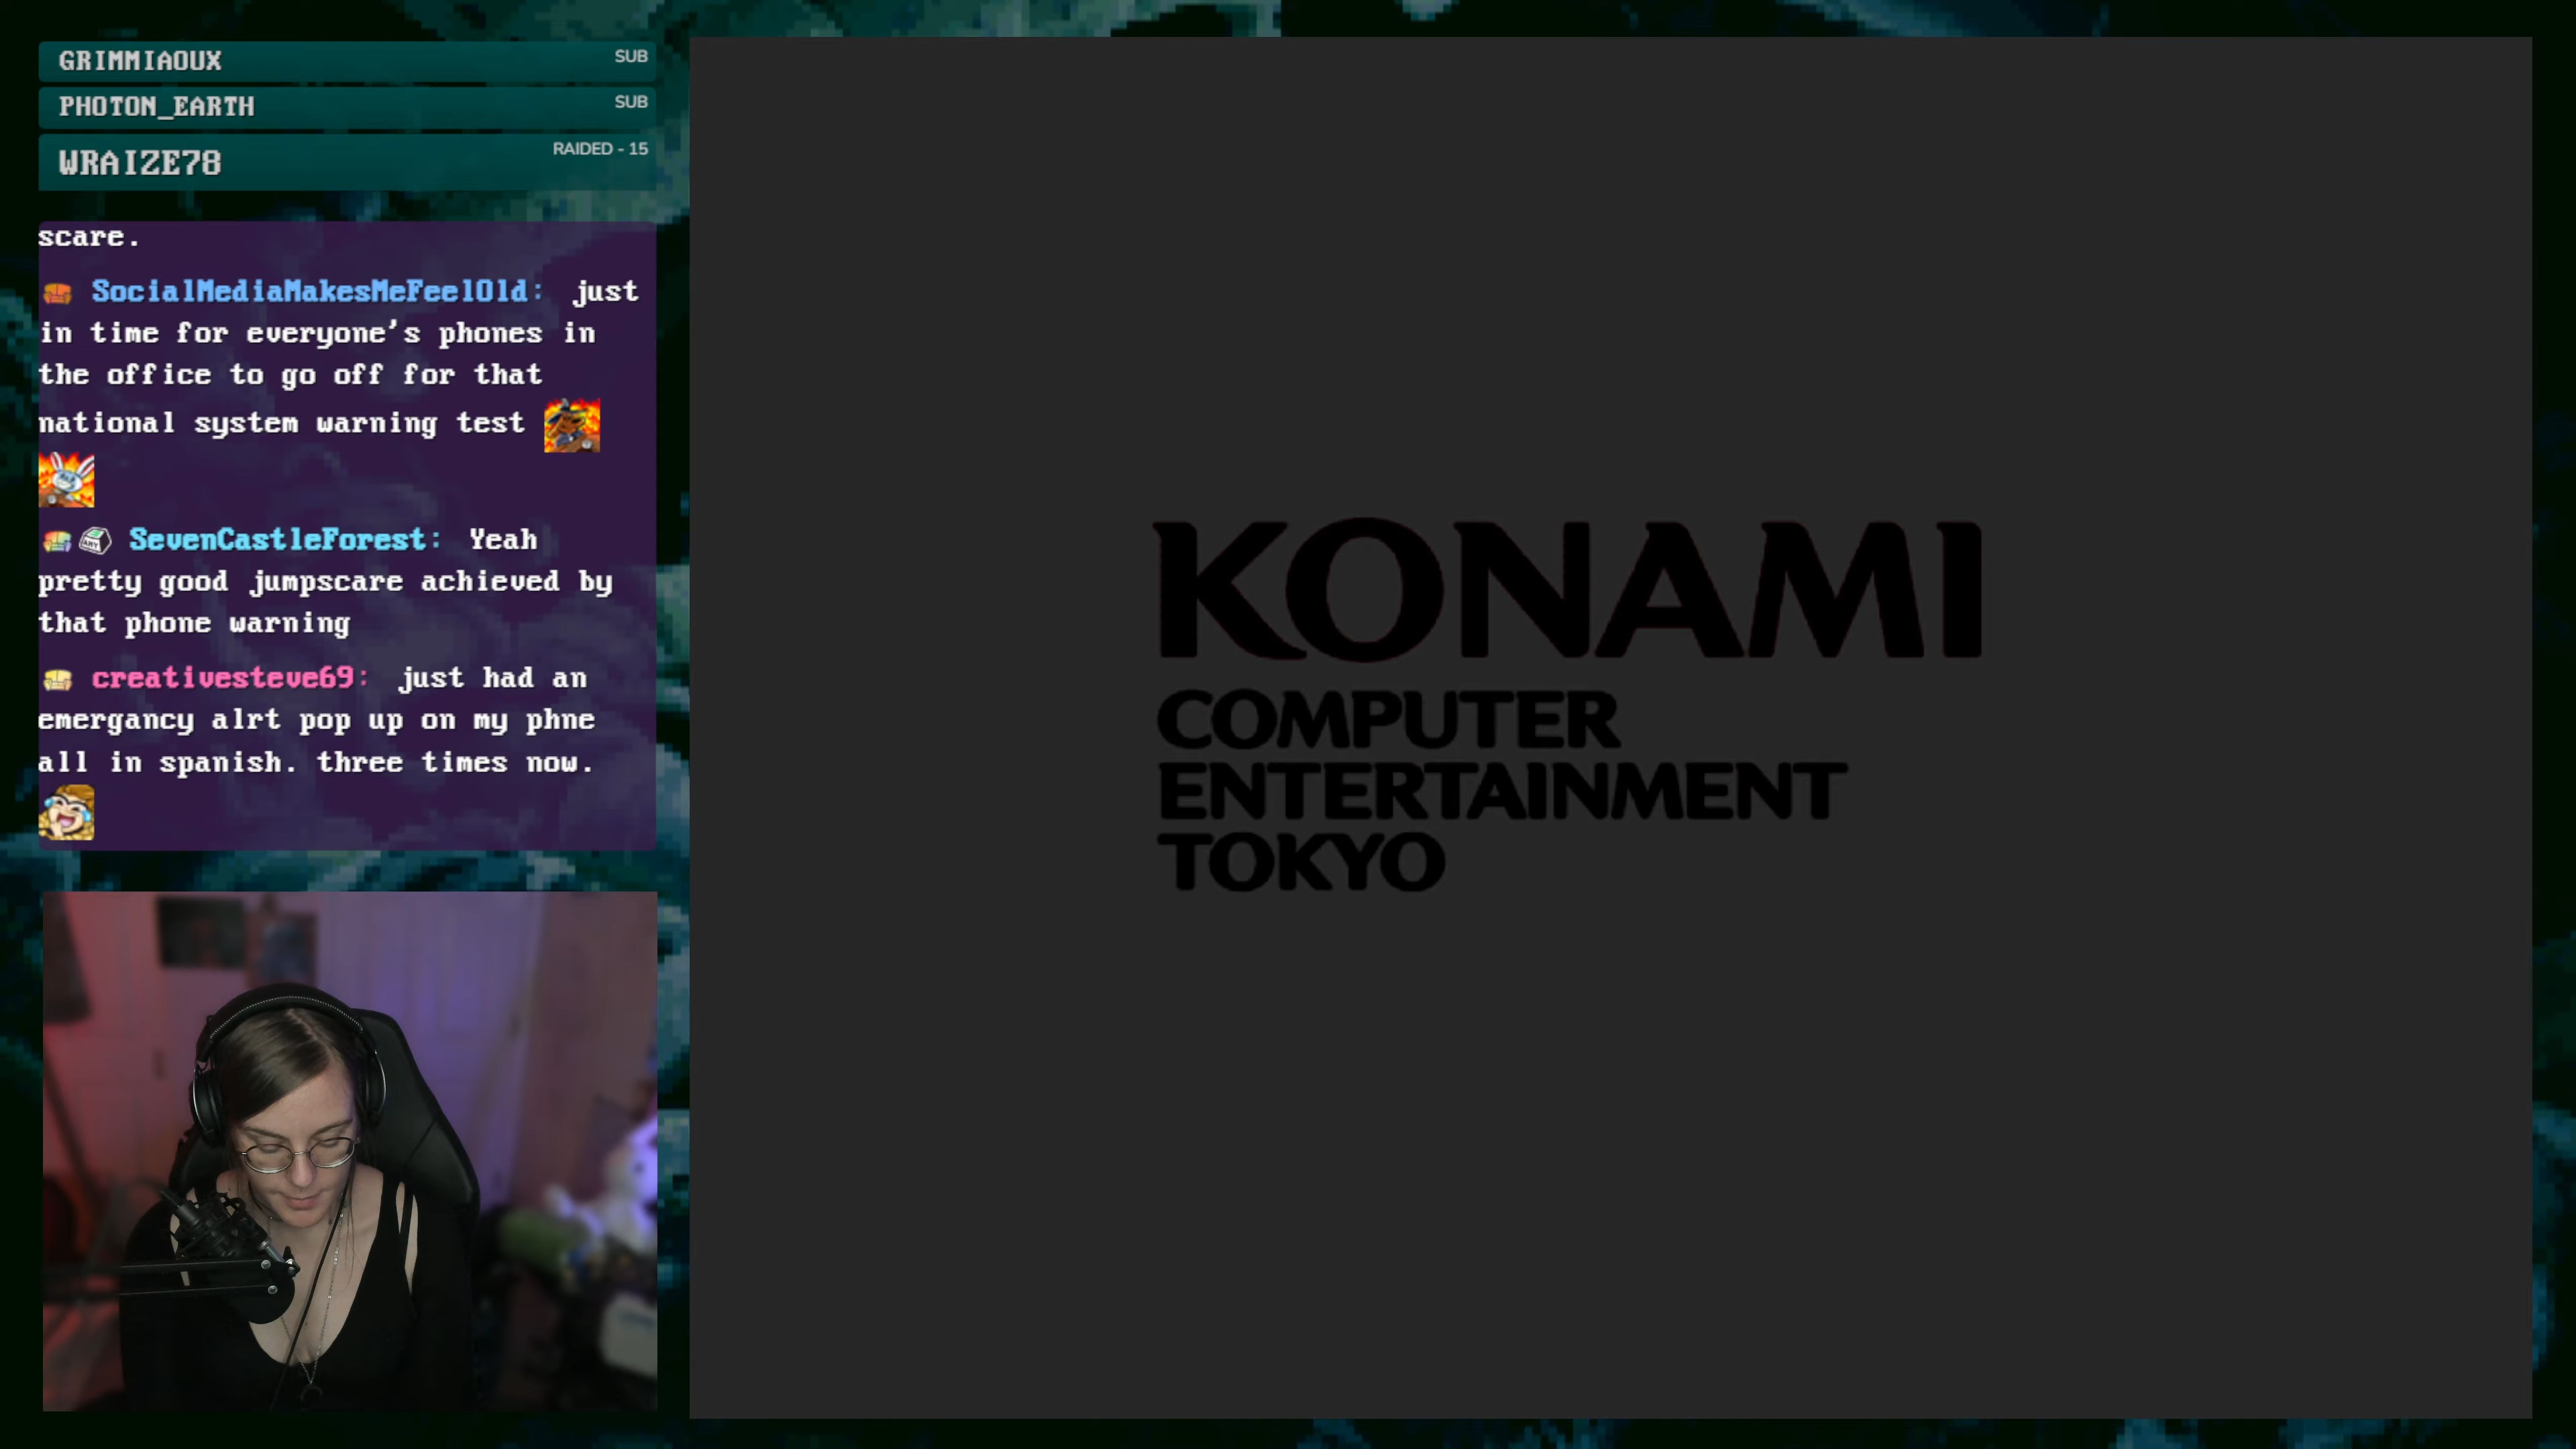 GRIMMIAOUX SUB
PHOTON_EARTH SUB
WRAIZE78 RAIDED - 15
scare.
SocialMediaMakesMeFeelOld: just
in time for everyone's phones in
the office to go off for that
national system warning test
SevenCastleForest: Yeah
pretty good jumpscare achieved by
that phone warning
creativesteve69: just had an
emergancy alrt pop up on my phne
all in spanish. three times now.
KONAMI
COMPUTER
ENTERTAINMENT
TOKYO